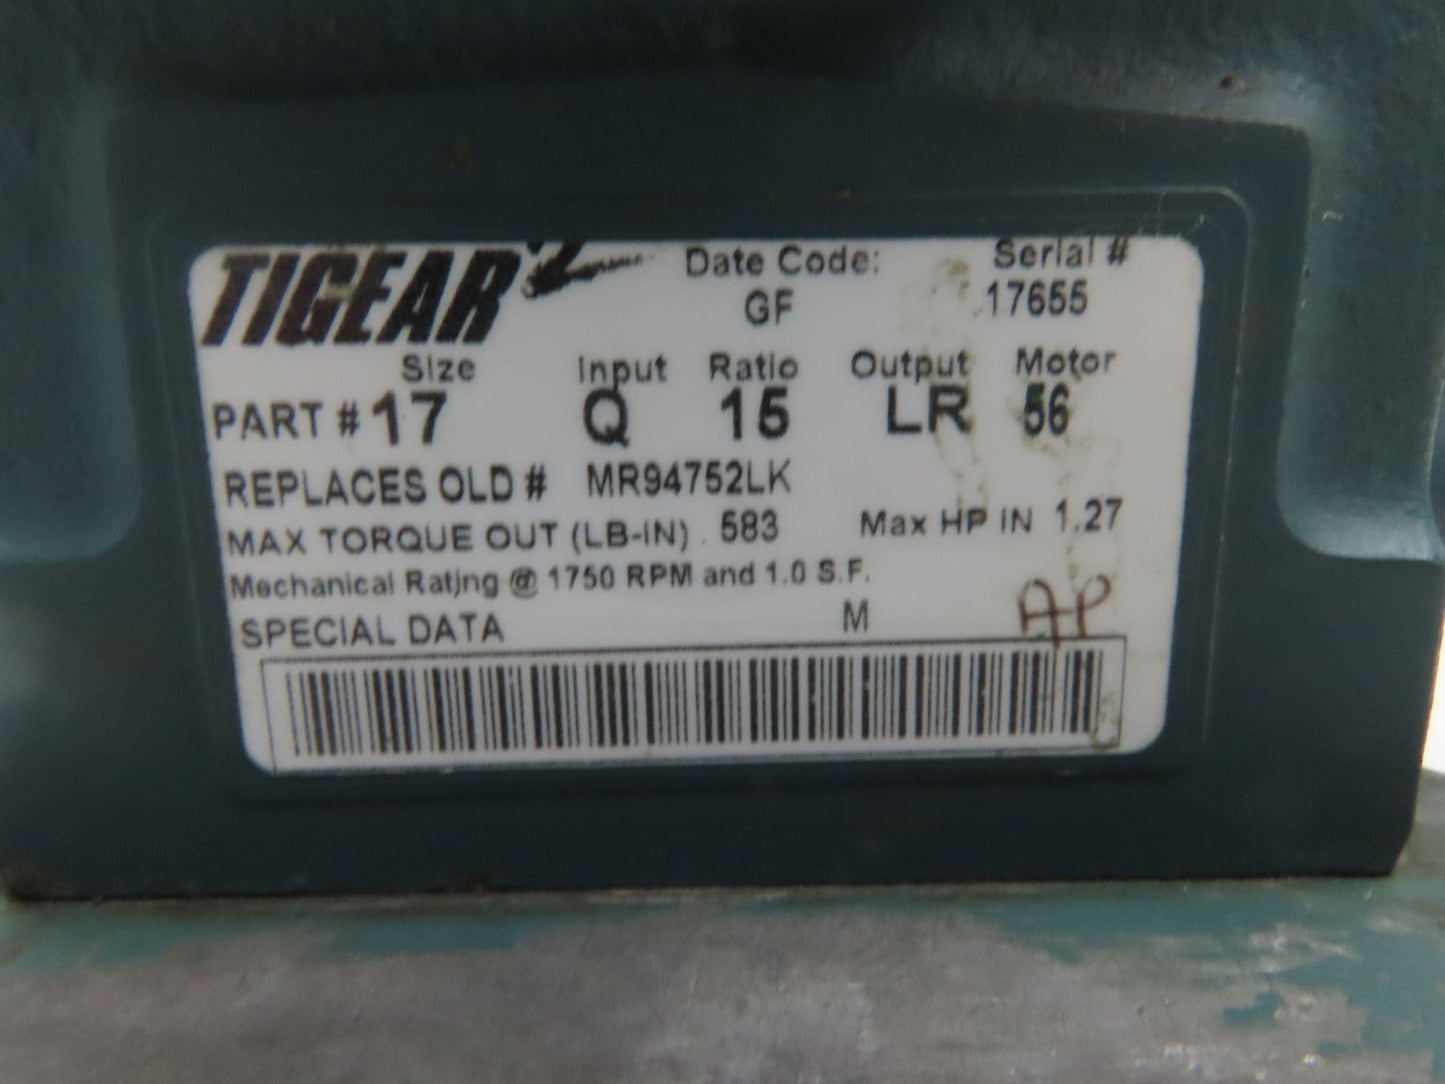 TIGEAR 2 Date Code: Serial #
GF 17655
Size Input Ratio Output Motor
PART # 17 Q 15 LR 56
REPLACES OLD # MR94752LK
MAX TORQUE OUT (LB-IN) 583 Max HP IN 1.27
Mechanical Rating @ 1750 RPM and 1.0 S.F.
SPECIAL DATA M AP